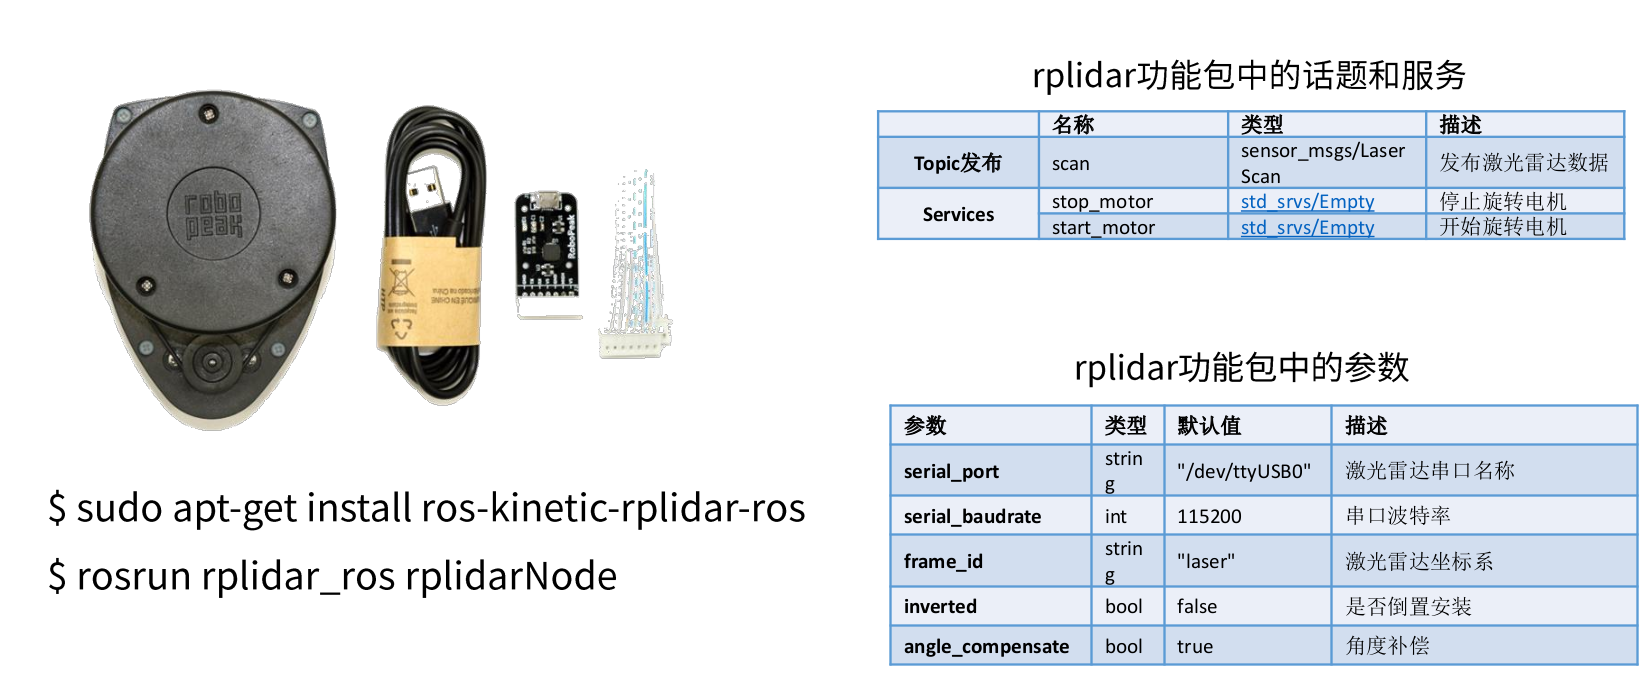 robo
peak
RoboPeak
$ sudo apt-get install ros-kinetic-rplidar-ros
$ rosrun rplidar_ros rplidarNode
rplidar功能包中的话题和服务
名称 类型 描述
Topic发布 scan sensor_msgs/Laser Scan 发布激光雷达数据
Services stop_motor std_srvs/Empty 停止旋转电机
start_motor std_srvs/Empty 开始旋转电机
rplidar功能包中的参数
参数 类型 默认值 描述
serial_port string "/dev/ttyUSB0" 激光雷达串口名称
serial_baudrate int 115200 串口波特率
frame_id string "laser" 激光雷达坐标系
inverted bool false 是否倒置安装
angle_compensate bool true 角度补偿